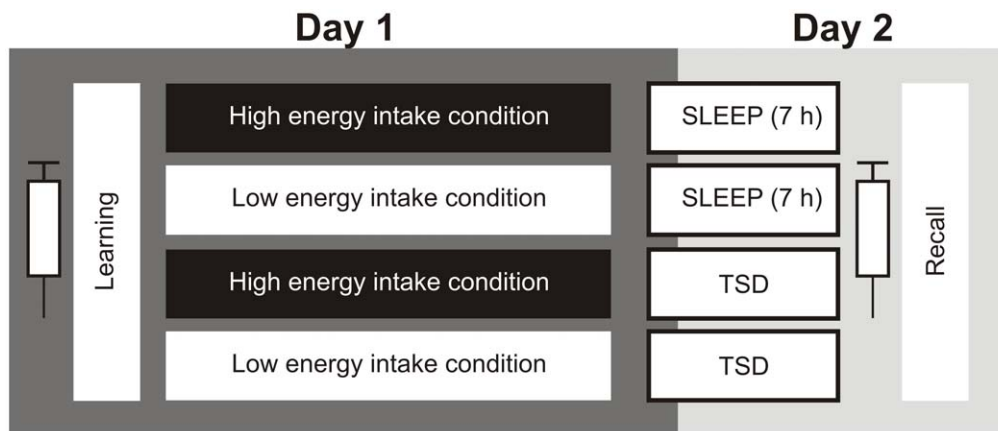 Day 1
Day 2
Learning
High energy intake condition
SLEEP (7 h)
Low energy intake condition
SLEEP (7 h)
High energy intake condition
TSD
Low energy intake condition
TSD
Recall